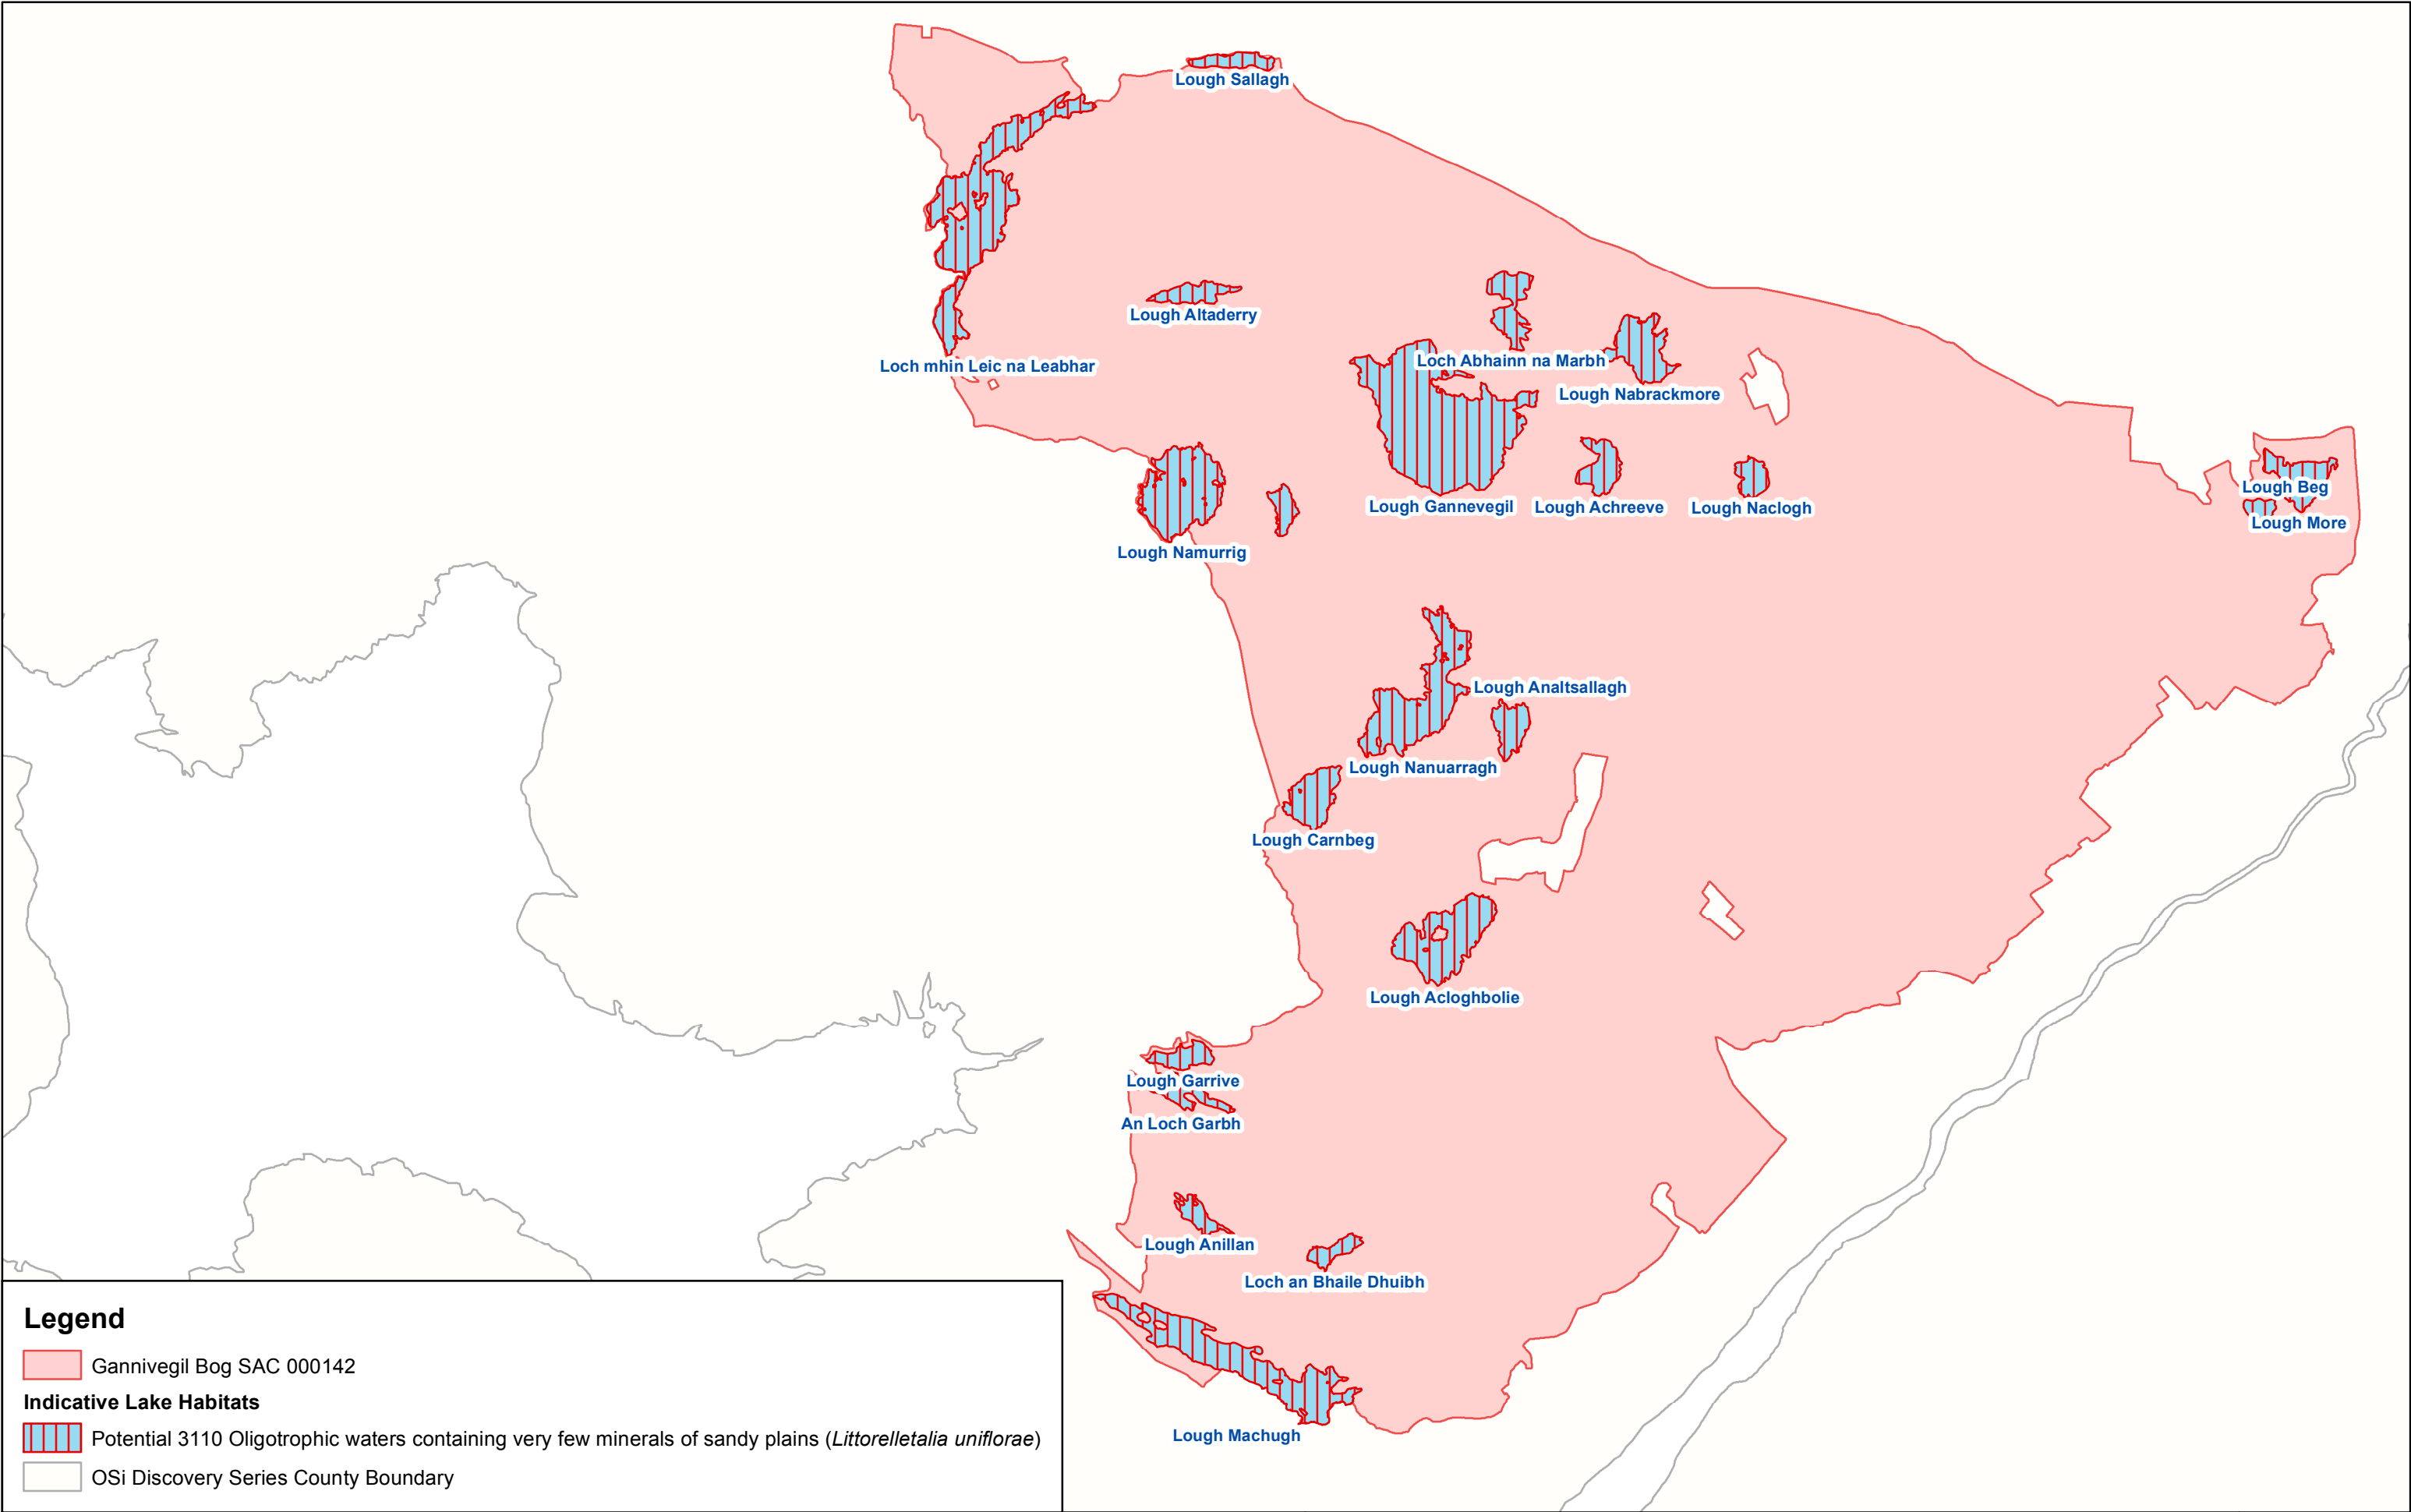 Lough Sallagh
Lough Altaderry
Loch Abhainn na Marbh
Loch mhin Leic na Leabhar
Lough Nabrackmore
Lough Beg
Lough Gannevegil
Lough Achreeve
Lough Naclogh
Lough More
Lough Namurrig
Lough Analtsallagh
Lough Nanuarragh
Lough Carnbeg
Lough Acloghbolie
Lough Garrive
An Loch Garbh
Lough Anillan
Loch an Bhaile Dhuibh
Lough Machugh
Legend
Gannivegil Bog SAC 000142
Indicative Lake Habitats
Potential 3110 Oligotrophic waters containing very few minerals of sandy plains (Littorelletalia uniflorae)
OSi Discovery Series County Boundary